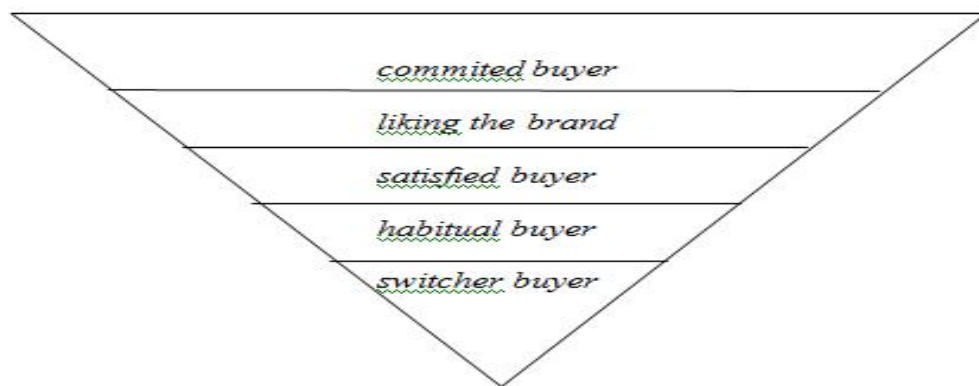 commited buyer
liking the brand
satisfied buyer
habitual buyer
switcher buyer